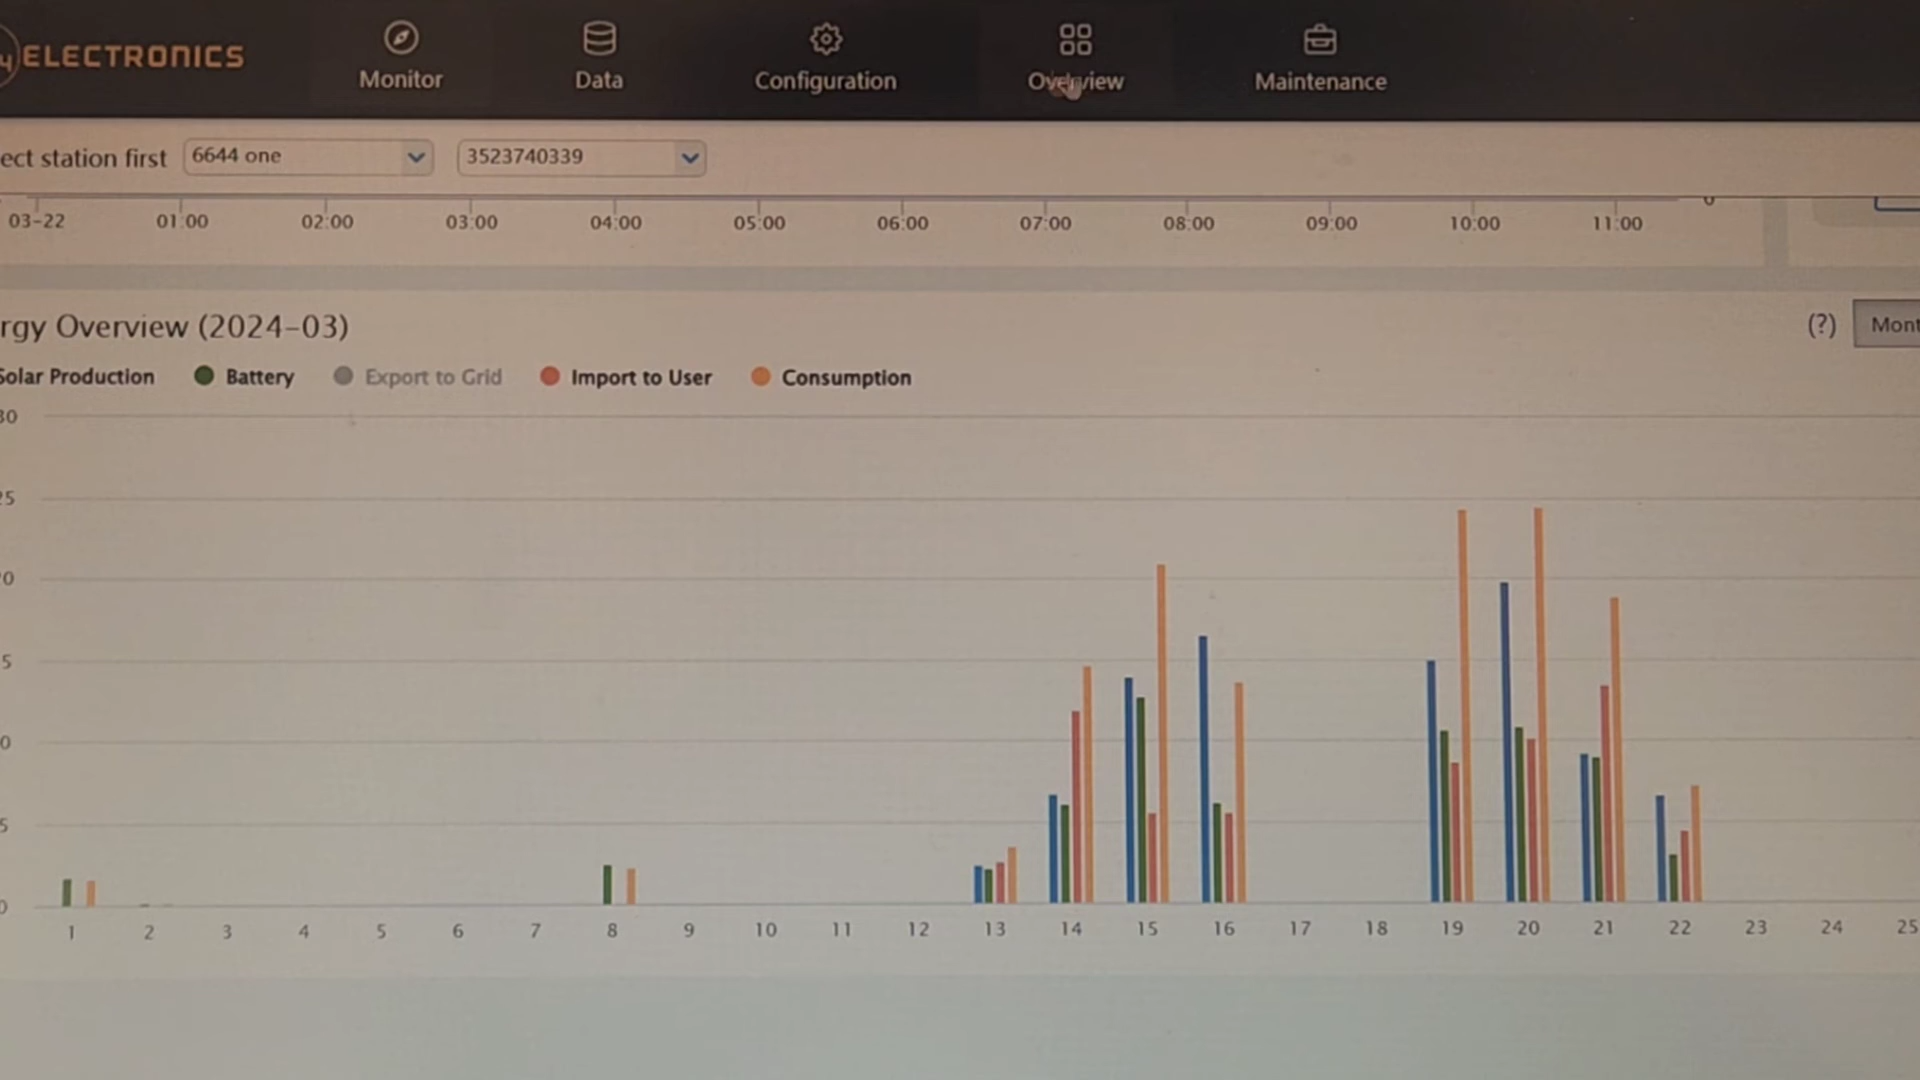 ELECTRONICS
Monitor
Data
Configuration
Overview
Maintenance
ect station first
6644 one
3523740339
03-22 01:00 02:00 03:00 04:00 05:00 06:00 07:00 08:00 09:00 10:00 11:00
rgy Overview (2024-03)
(?)
Mont
Solar Production
Battery
Export to Grid
Import to User
Consumption
30
25
20
5
0
5
0
1 2 3 4 5 6 7 8 9 10 11 12 13 14 15 16 17 18 19 20 21 22 23 24 25